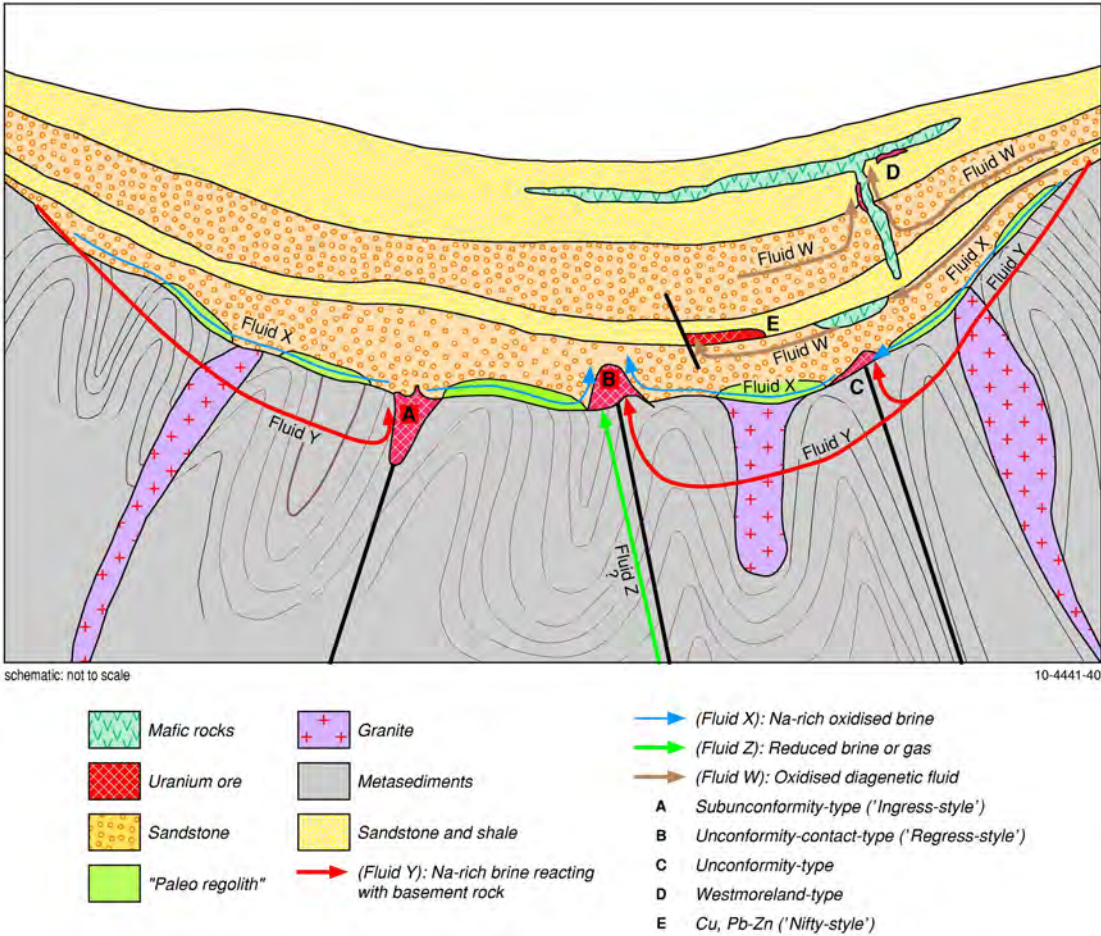 D
Fluid W
Fluid W
Fluid X
Fluid Y
E
Fluid W
Fluid X
B
Fluid X
C
A
Fluid Y
Fluid Y
Fluid Z
?
schematic: not to scale
10-4441-40
Mafic rocks
Uranium ore
Sandstone
"Paleo regolith"
Granite
Metasediments
Sandstone and shale
(Fluid Y): Na-rich brine reacting
with basement rock
(Fluid X): Na-rich oxidised brine
(Fluid Z): Reduced brine or gas
(Fluid W): Oxidised diagenetic fluid
A Subunconformity-type ('Ingress-style')
B Unconformity-contact-type ('Regress-style')
C Unconformity-type
D Westmoreland-type
E Cu, Pb-Zn ('Nifty-style')